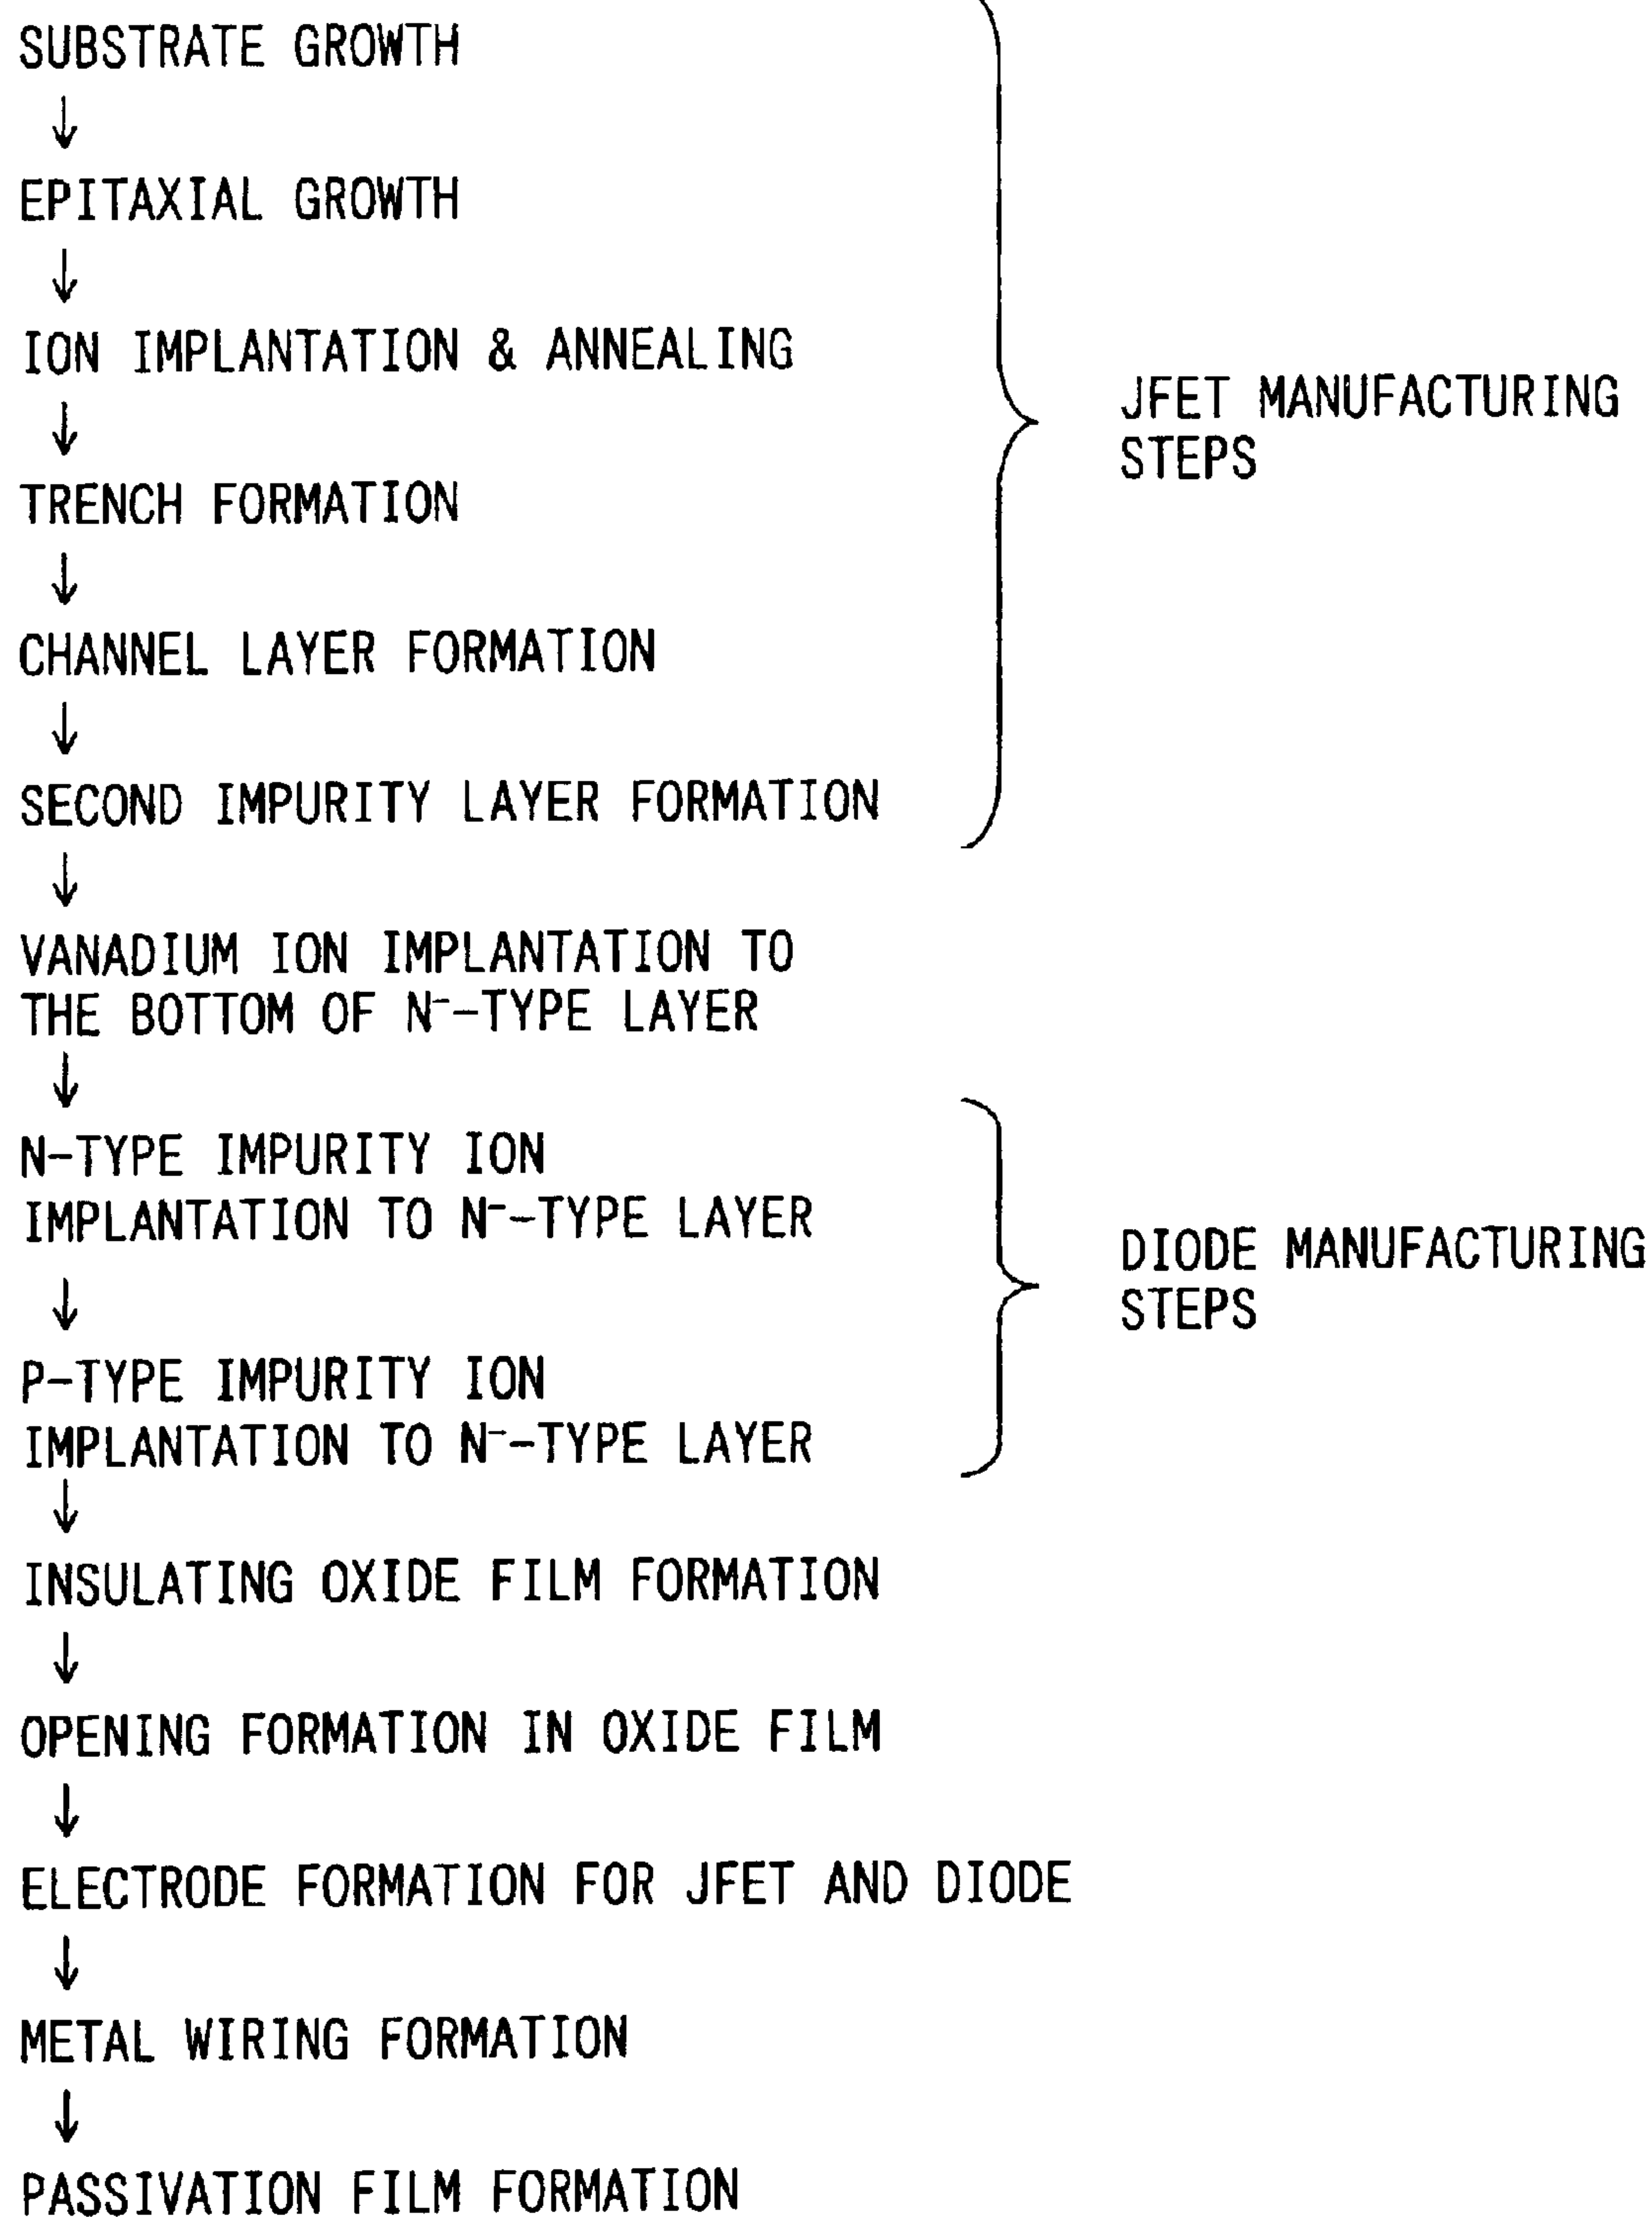 SUBSTRATE GROWTH
↓
EPITAXIAL GROWTH
↓
ION IMPLANTATION & ANNEALING
↓
TRENCH FORMATION
↓
CHANNEL LAYER FORMATION
↓
SECOND IMPURITY LAYER FORMATION
JFET MANUFACTURING
STEPS
↓
VANADIUM ION IMPLANTATION TO
THE BOTTOM OF N⁻-TYPE LAYER
↓
N-TYPE IMPURITY ION
IMPLANTATION TO N⁻-TYPE LAYER
↓
P-TYPE IMPURITY ION
IMPLANTATION TO N⁻-TYPE LAYER
DIODE MANUFACTURING
STEPS
↓
INSULATING OXIDE FILM FORMATION
↓
OPENING FORMATION IN OXIDE FILM
↓
ELECTRODE FORMATION FOR JFET AND DIODE
↓
METAL WIRING FORMATION
↓
PASSIVATION FILM FORMATION